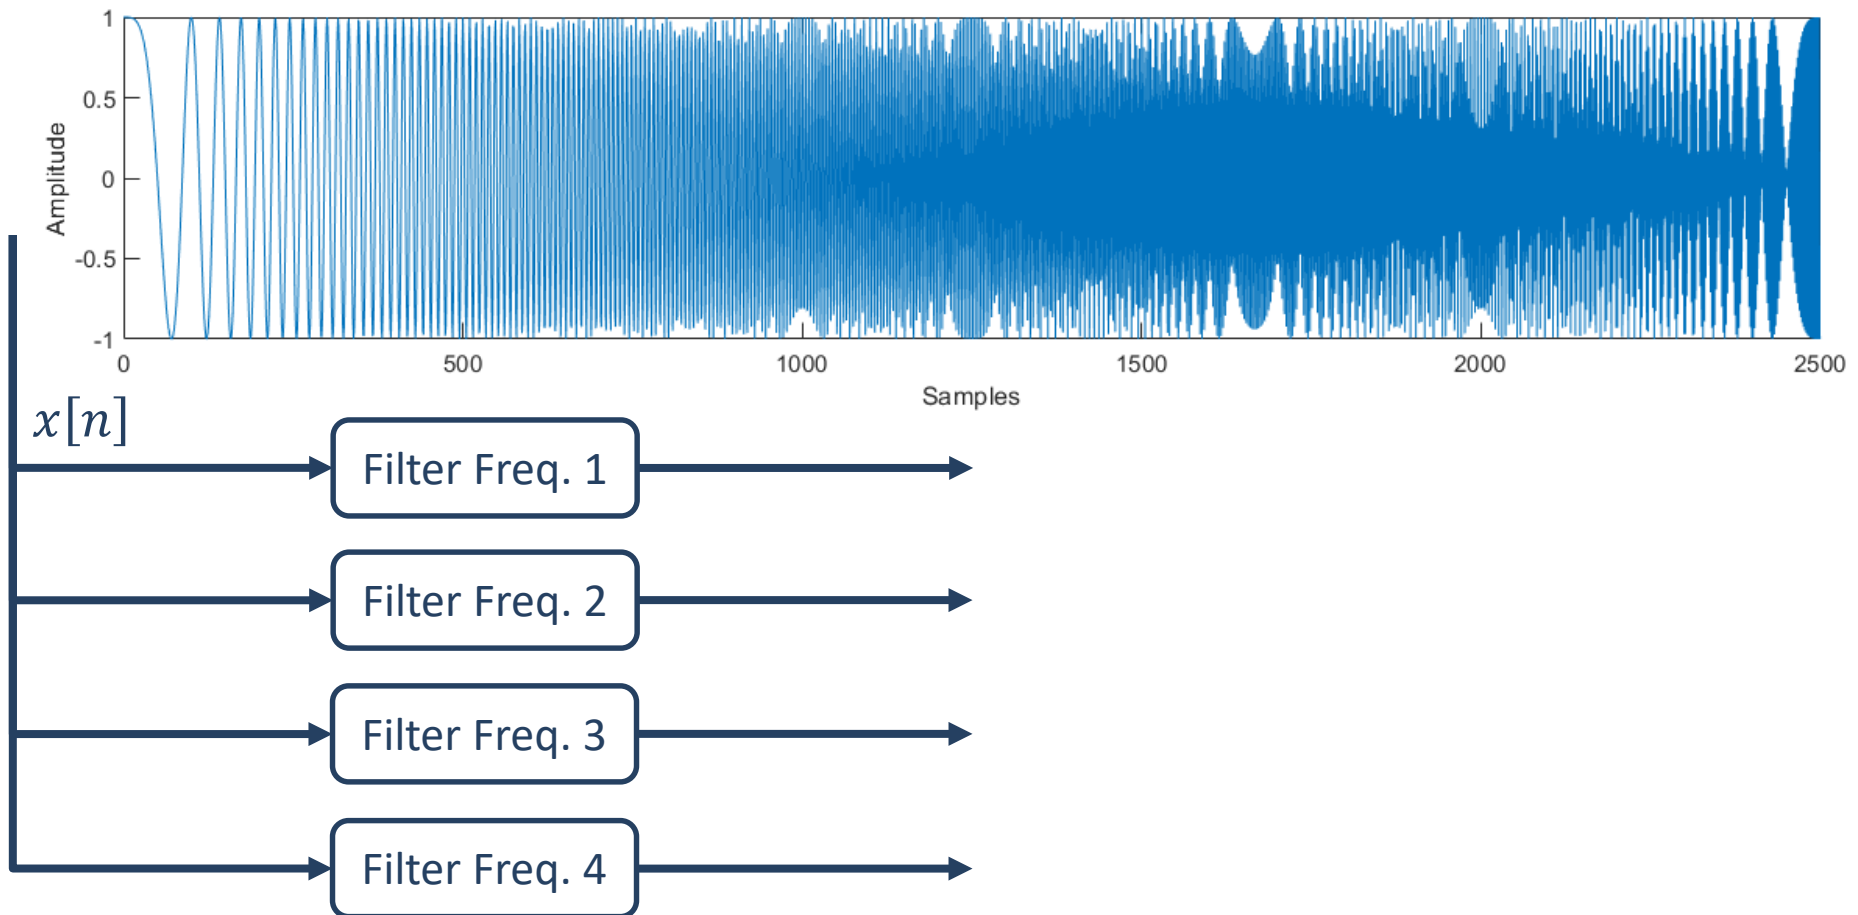 1
0.5
0
-0.5
-1
Amplitude
0 500 1000 1500 2000 2500
Samples
x[n]
Filter Freq. 1
Filter Freq. 2
Filter Freq. 3
Filter Freq. 4